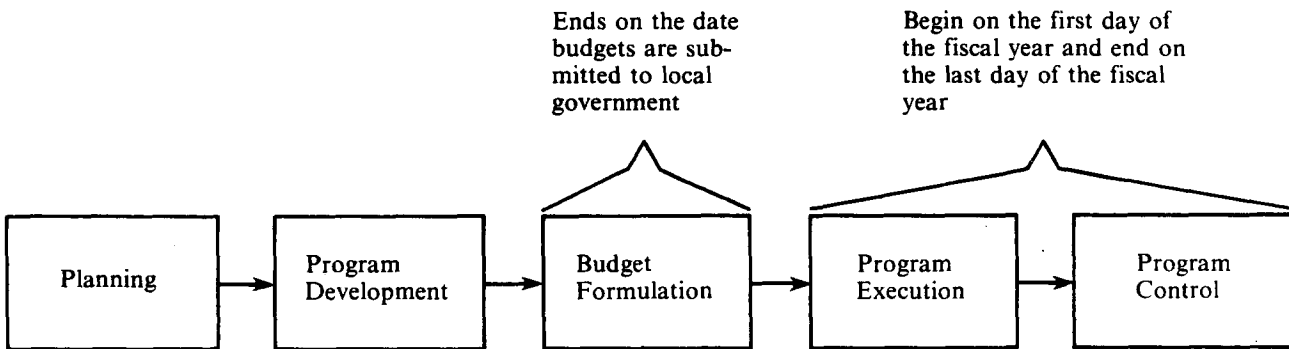 Ends on the date
budgets are sub-
mitted to local
government
Begin on the first day of
the fiscal year and end on
the last day of the fiscal
year
Planning
Program
Development
Budget
Formulation
Program
Execution
Program
Control